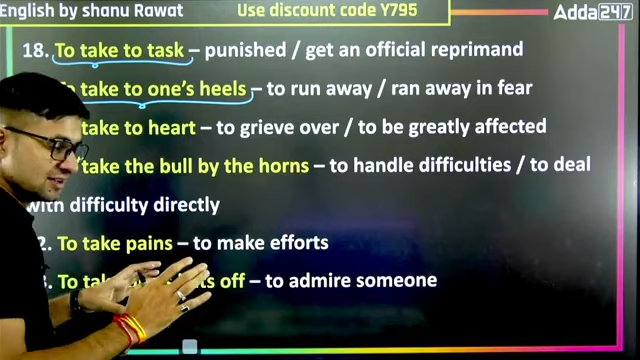 English by shanu Rawat
Use discount code Y795
Adda 247
18. To take to task – punished / get an official reprimand
take to one's heels – to run away / ran away in fear
take to heart – to grieve over / to be greatly affected
take the bull by the horns – to handle difficulties / to deal
with difficulty directly
To take pains – to make efforts
To off – to admire someone